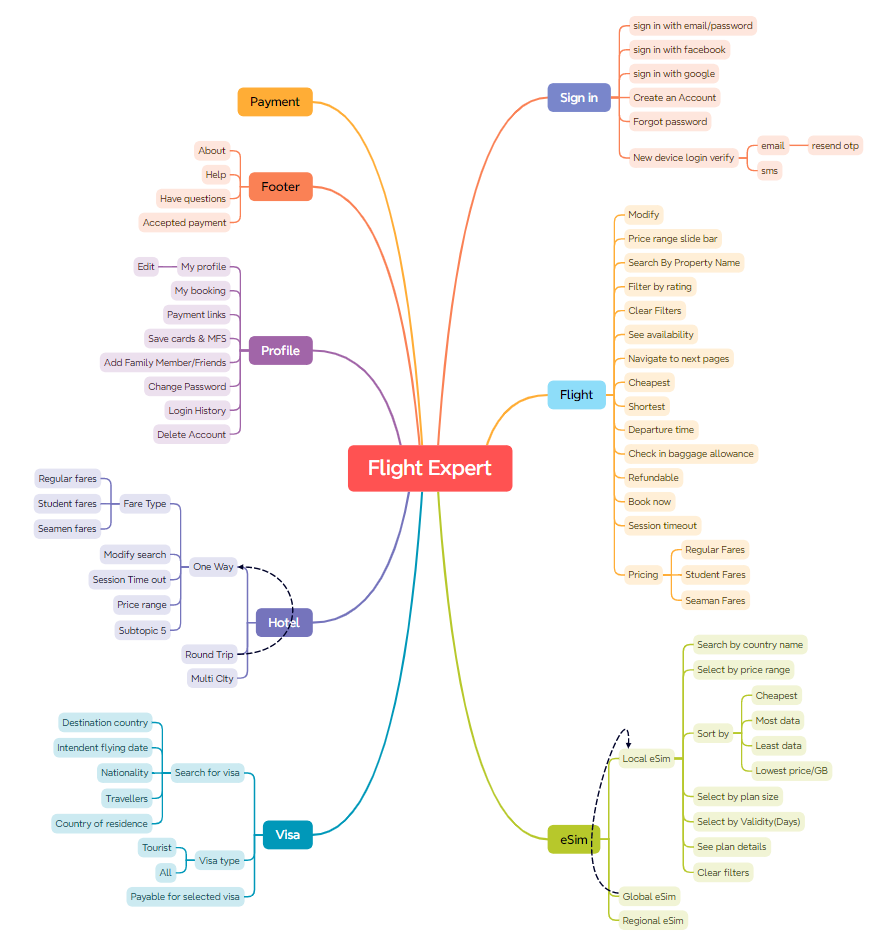 Flight Expert
Sign in
sign in with email/password
sign in with facebook
sign in with google
Create an Account
Forgot password
New device login verify
email
resend otp
sms
Flight
Modify
Price range slide bar
Search By Property Name
Filter by rating
Clear Filters
See availability
Navigate to next pages
Cheapest
Shortest
Departure time
Check in baggage allowance
Refundable
Book now
Session timeout
Pricing
Regular Fares
Student Fares
Seaman Fares
eSim
Local eSim
Search by country name
Select by price range
Sort by
Cheapest
Most data
Least data
Lowest price/GB
Select by plan size
Select by Validity(Days)
See plan details
Clear filters
Global eSim
Regional eSim
Payment
Footer
About
Help
Have questions
Accepted payment
Profile
My profile
Edit
My booking
Payment links
Save cards & MFS
Add Family Member/Friends
Change Password
Login History
Delete Account
Hotel
One Way
Fare Type
Regular fares
Student fares
Seamen fares
Modify search
Session Time out
Price range
Subtopic 5
Round Trip
Multi CIty
Visa
Search for visa
Destination country
Intendent flying date
Nationality
Travellers
Country of residence
Visa type
Tourist
All
Payable for selected visa